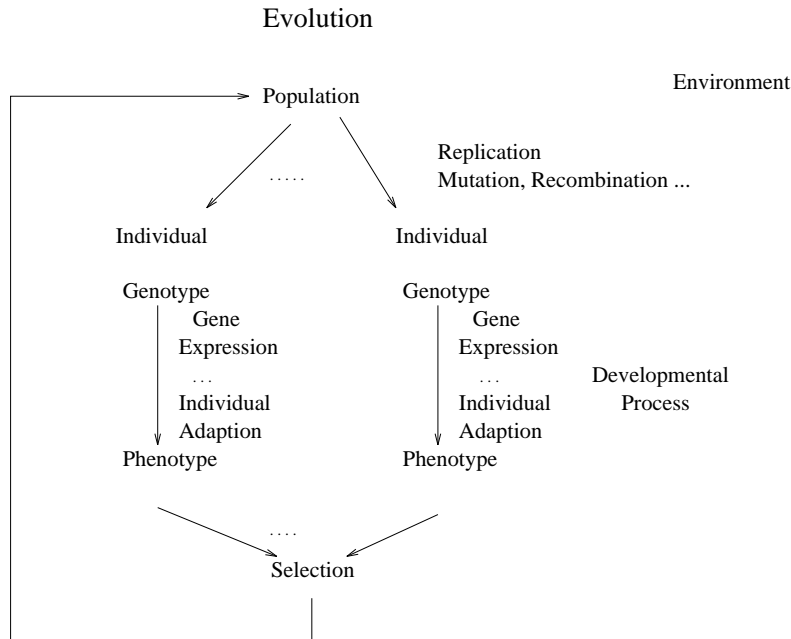 Evolution
Environment
Population
Replication
.....
Mutation, Recombination ...
Individual
Individual
Genotype
Genotype
Gene
Gene
Expression
Expression
...
...
Developmental
Individual
Individual
Process
Adaption
Adaption
Phenotype
Phenotype
....
Selection